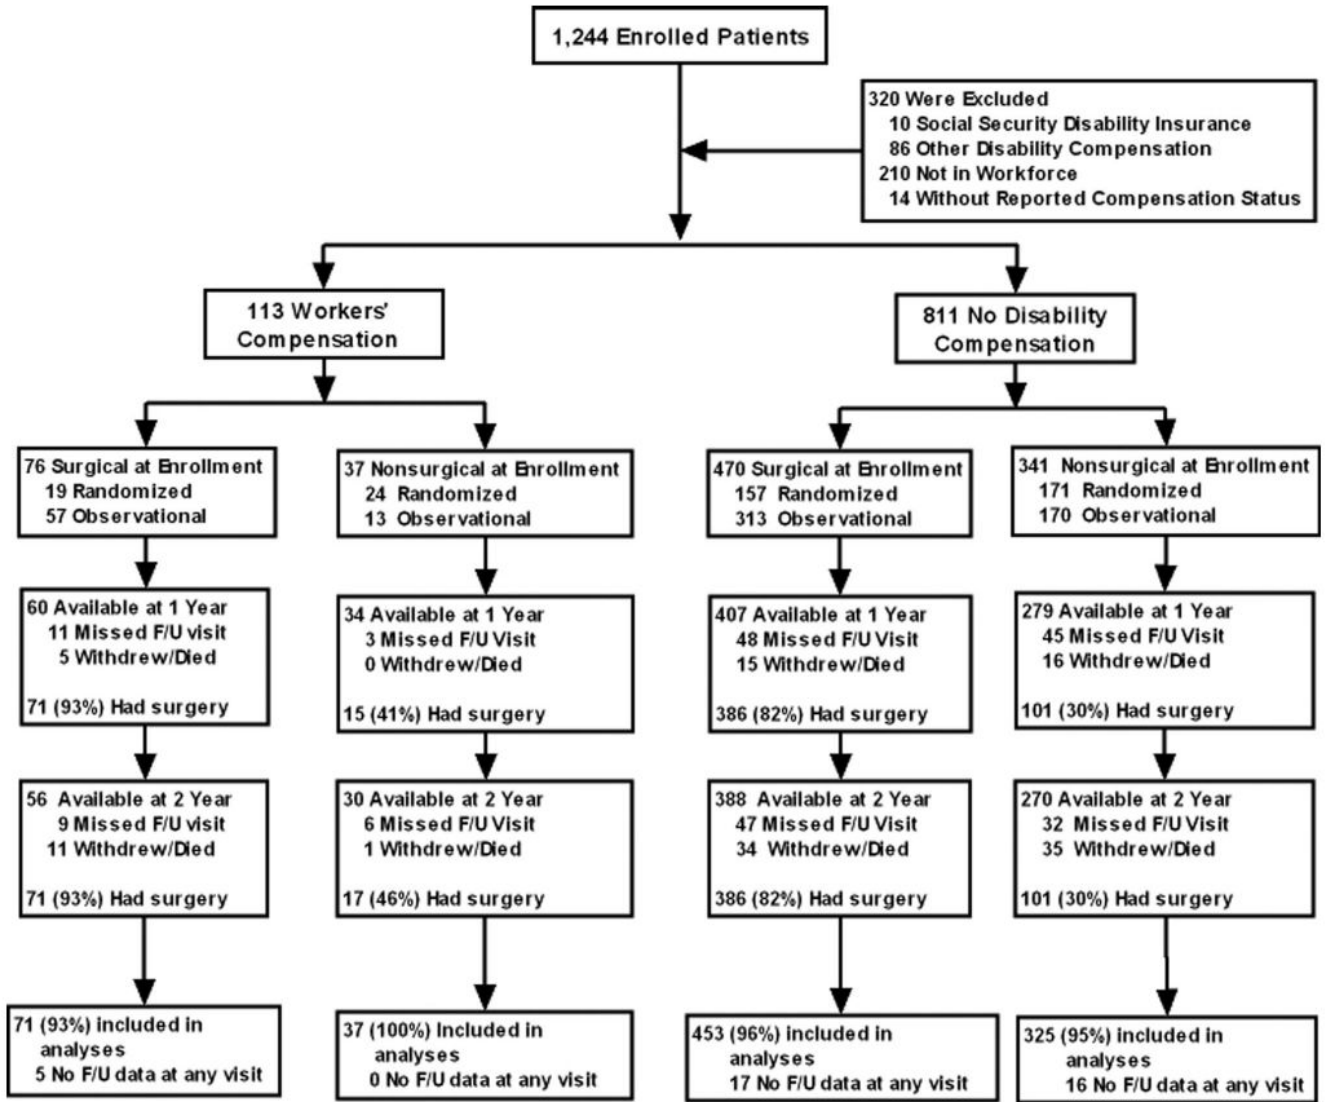 1,244 Enrolled Patients
320 Were Excluded
10 Social Security Disability Insurance
86 Other Disability Compensation
210 Not in Workforce
14 Without Reported Compensation Status
113 Workers'
Compensation
811 No Disability
Compensation
76 Surgical at Enrollment
19 Randomized
57 Observational
37 Nonsurgical at Enrollment
24 Randomized
13 Observational
470 Surgical at Enrollment
157 Randomized
313 Observational
341 Nonsurgical at Enrollment
171 Randomized
170 Observational
60 Available at 1 Year
11 Missed F/U visit
5 Withdrew/Died
71 (93%) Had surgery
34 Available at 1 Year
3 Missed F/U Visit
0 Withdrew/Died
15 (41%) Had surgery
407 Available at 1 Year
48 Missed F/U Visit
15 Withdrew/Died
386 (82%) Had surgery
279 Available at 1 Year
45 Missed F/U Visit
16 Withdrew/Died
101 (30%) Had surgery
56 Available at 2 Year
9 Missed F/U visit
11 Withdrew/Died
71 (93%) Had surgery
30 Available at 2 Year
6 Missed F/U Visit
1 Withdrew/Died
17 (46%) Had surgery
388 Available at 2 Year
47 Missed F/U Visit
34 Withdrew/Died
386 (82%) Had surgery
270 Available at 2 Year
32 Missed F/U Visit
35 Withdrew/Died
101 (30%) Had surgery
71 (93%) included in
analyses
5 No F/U data at any visit
37 (100%) Included in
analyses
0 No F/U data at any visit
453 (96%) included in
analyses
17 No F/U data at any visit
325 (95%) included in
analyses
16 No F/U data at any visit